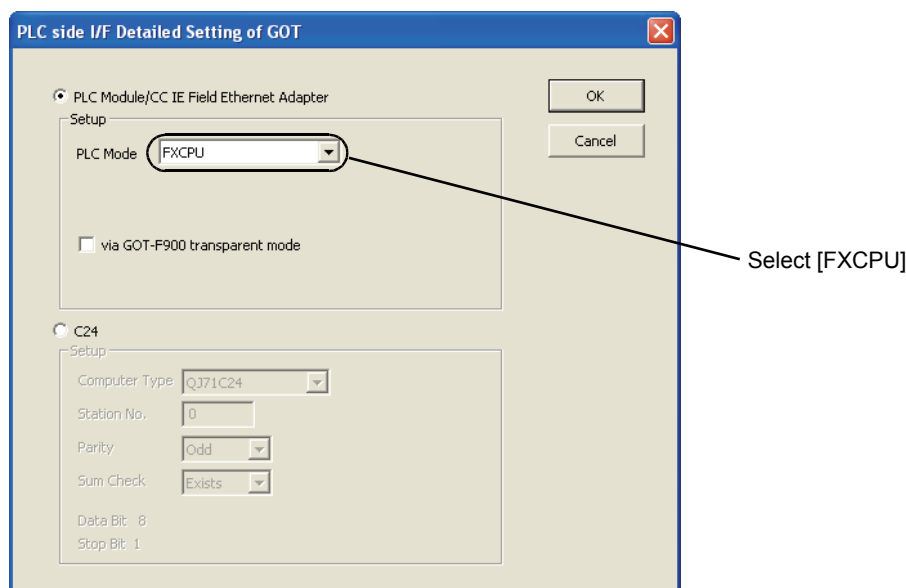 PLC side I/F Detailed Setting of GOT
PLC Module/CC IE Field Ethernet Adapter
OK
Setup
Cancel
PLC Mode FXCPU
via GOT-F900 transparent mode
Select [FXCPU]
C24
Setup
Computer Type QJ71C24
Station No. 0
Parity Odd
Sum Check Exists
Data Bit 8
Stop Bit 1